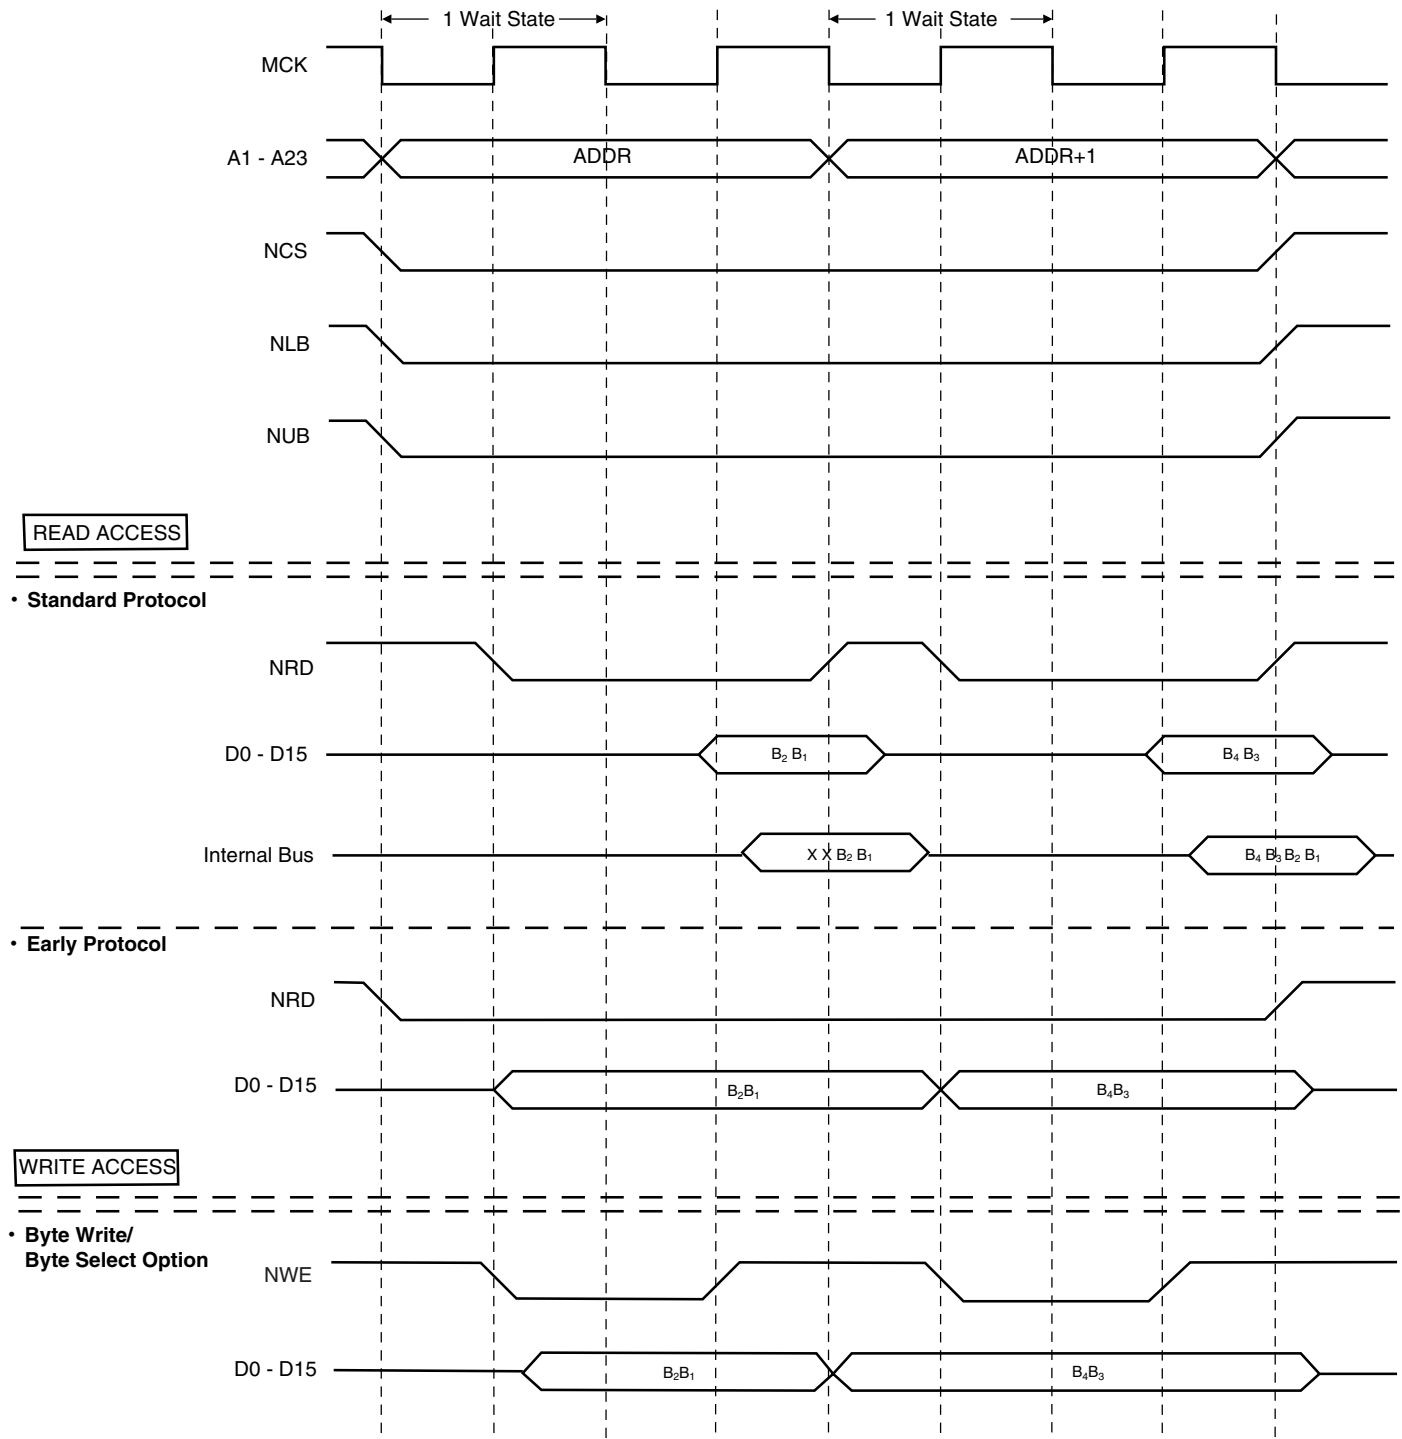 1 Wait State 1 Wait State
MCK
A1 - A23 ADDR ADDR+1
NCS
NLB
NUB
READ ACCESS
• Standard Protocol
NRD
D0 - D15 B₂ B₁ B₄ B₃
Internal Bus X X B₂ B₁ B₄ B₃ B₂ B₁
• Early Protocol
NRD
D0 - D15 B₂B₁ B₄B₃
WRITE ACCESS
• Byte Write/
Byte Select Option
NWE
D0 - D15 B₂B₁ B₄B₃